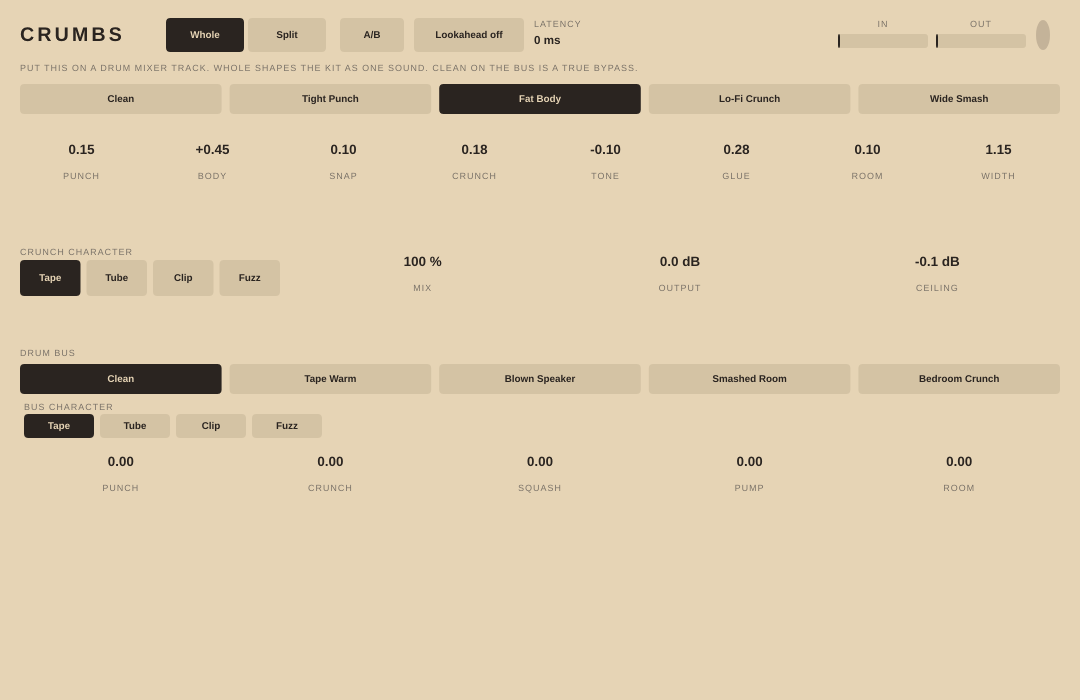 CRUMBS
Whole
Split
A/B
Lookahead off
LATENCY
0 ms
IN
OUT
PUT THIS ON A DRUM MIXER TRACK. WHOLE SHAPES THE KIT AS ONE SOUND. CLEAN ON THE BUS IS A TRUE BYPASS.
Clean
Tight Punch
Fat Body
Lo-Fi Crunch
Wide Smash
0.15
+0.45
0.10
0.18
-0.10
0.28
0.10
1.15
PUNCH
BODY
SNAP
CRUNCH
TONE
GLUE
ROOM
WIDTH
CRUNCH CHARACTER
Tape
Tube
Clip
Fuzz
100 %
0.0 dB
-0.1 dB
MIX
OUTPUT
CEILING
DRUM BUS
Clean
Tape Warm
Blown Speaker
Smashed Room
Bedroom Crunch
BUS CHARACTER
Tape
Tube
Clip
Fuzz
0.00
0.00
0.00
0.00
0.00
PUNCH
CRUNCH
SQUASH
PUMP
ROOM